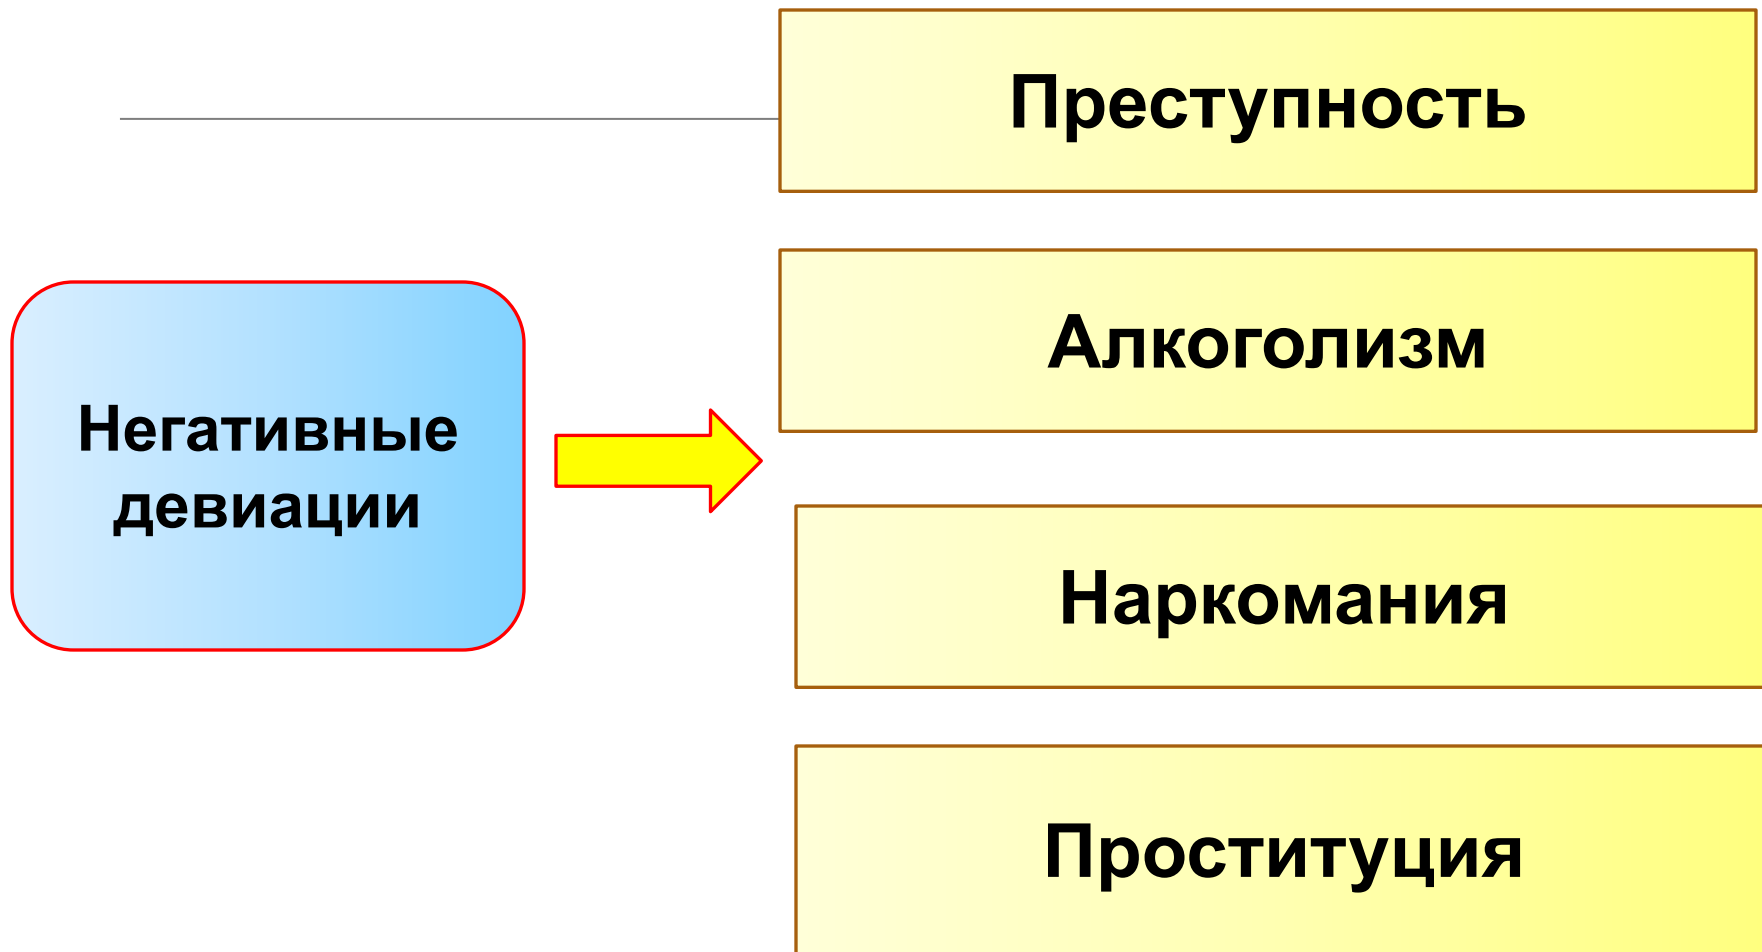 Преступность
Алкоголизм
Негативные
девиации
Наркомания
Проституция